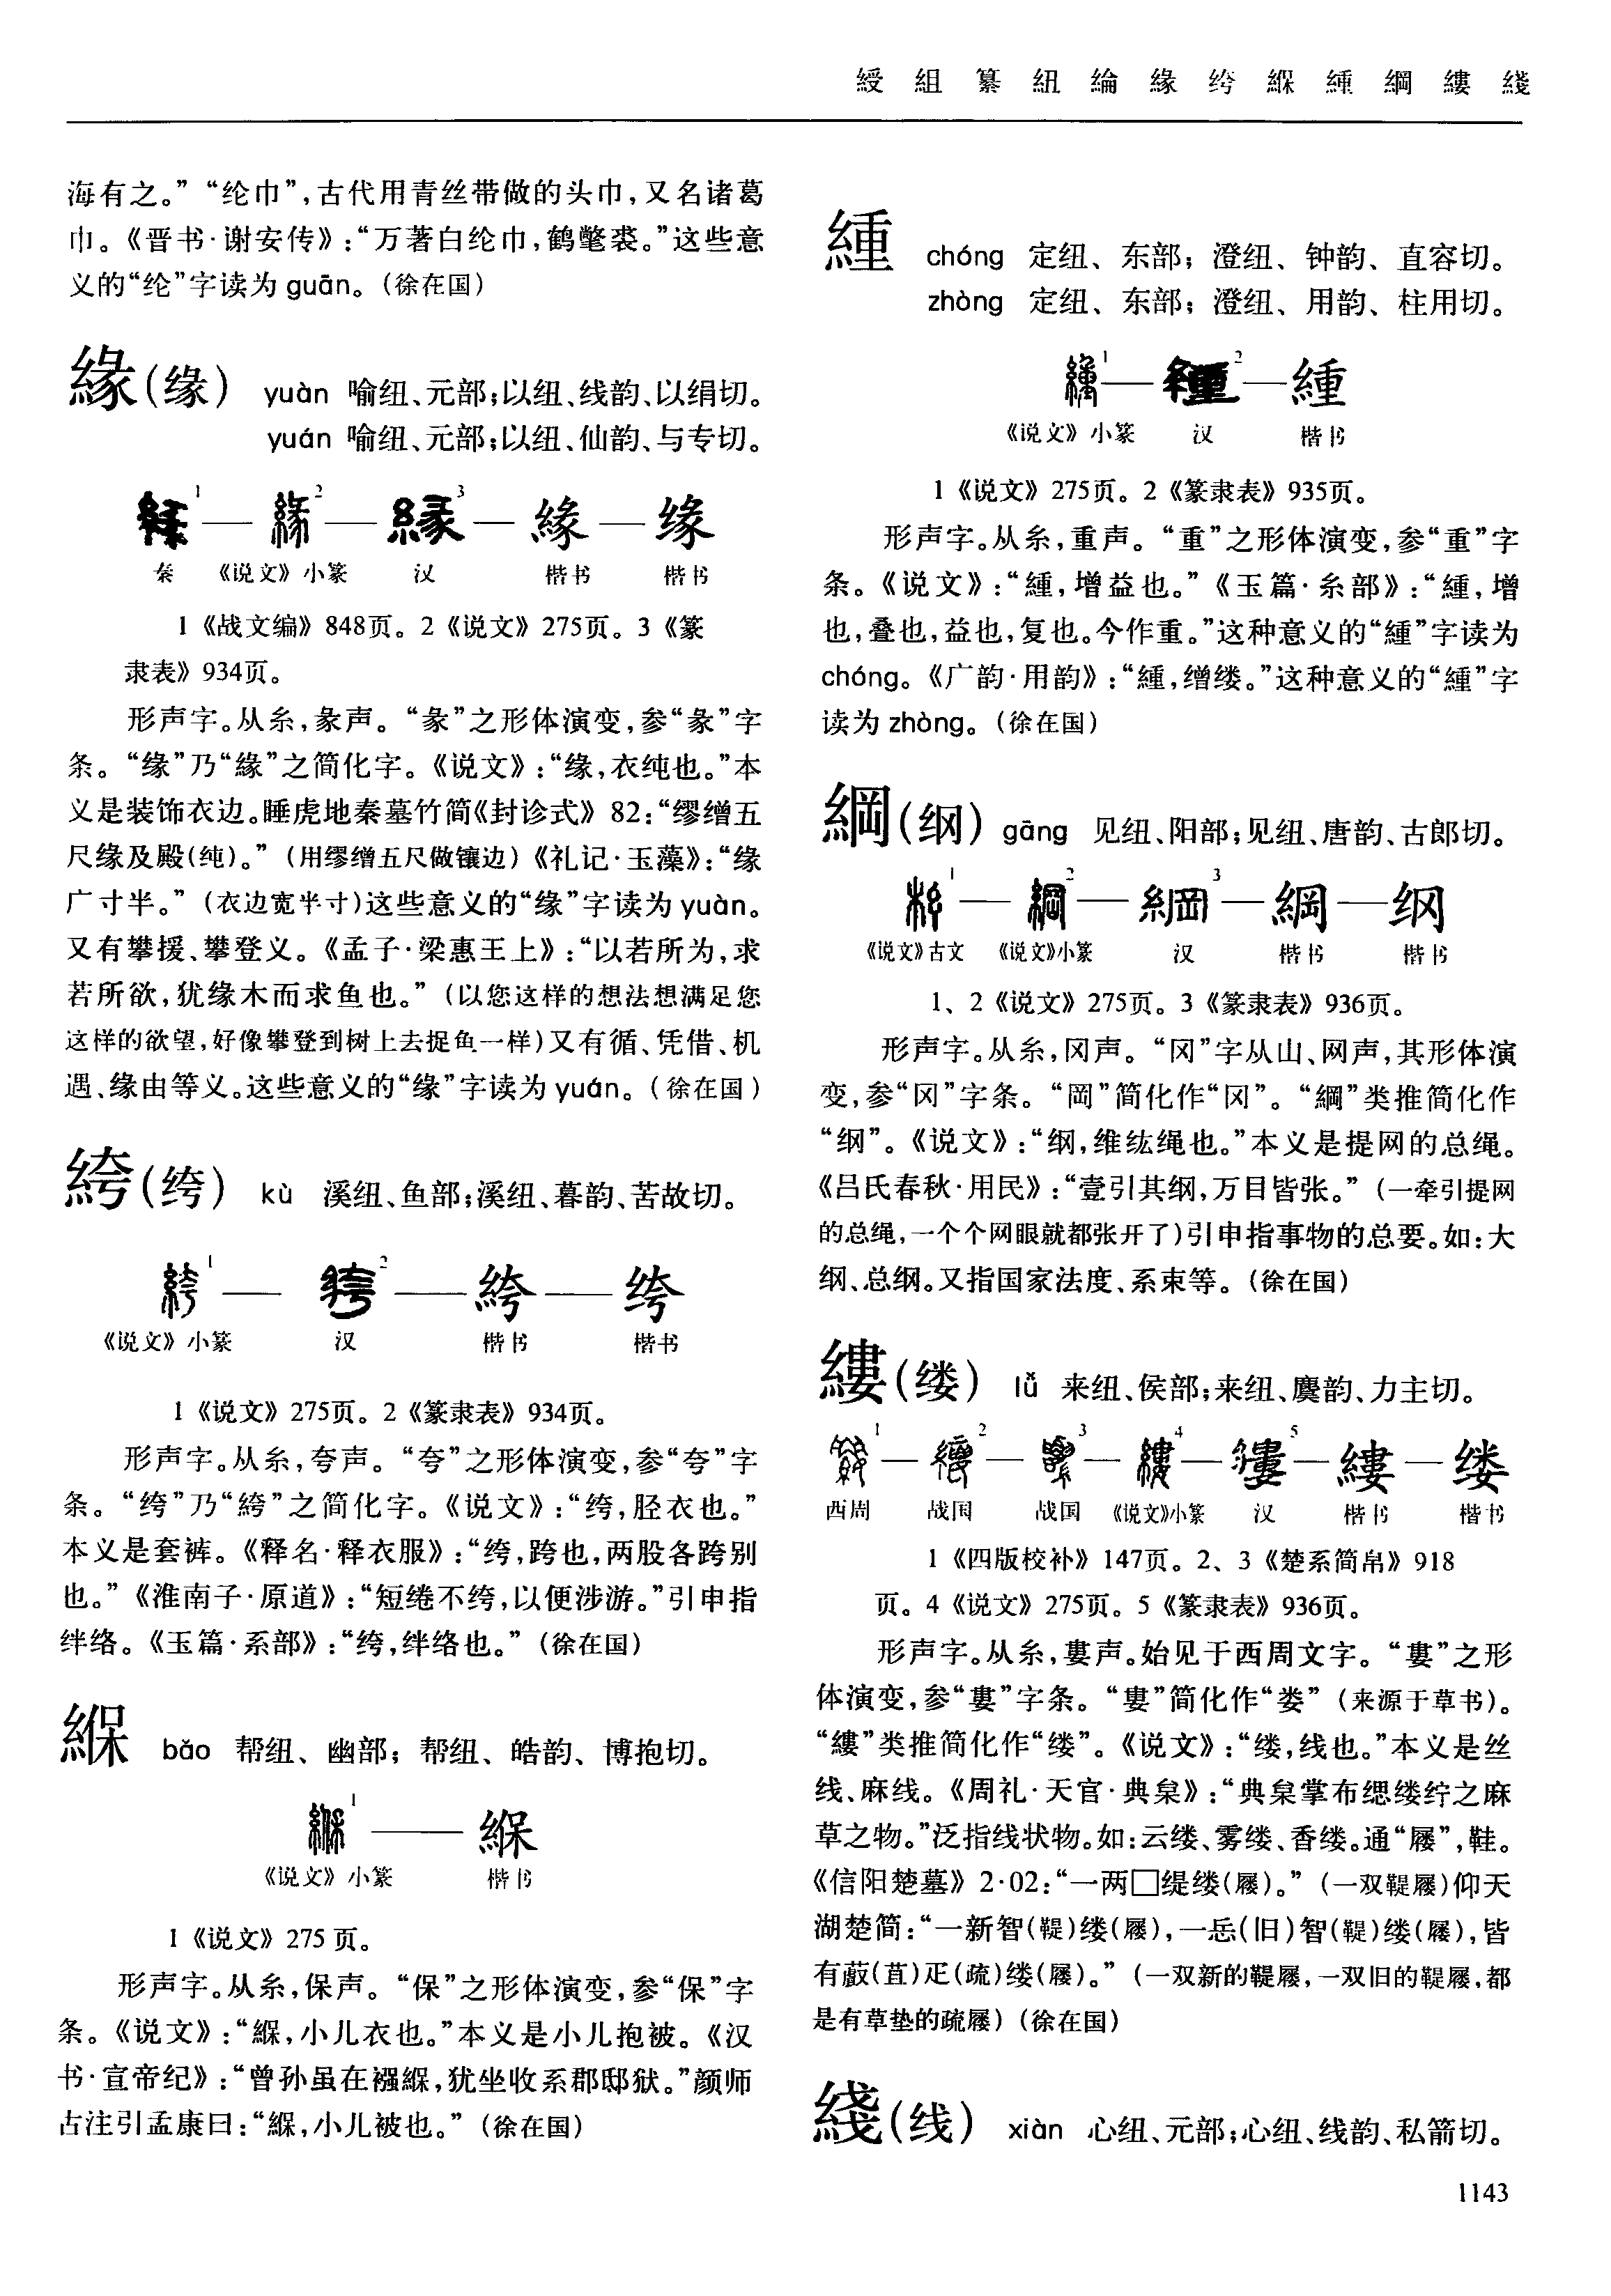 綬 組 纂 紐 綸 緣 絝 緥 緟 綱 縷 綫
海有之。”“纶巾”,古代用青丝带做的头巾,又名诸葛
巾。《晋书·谢安传》:“万著白纶巾,鹤氅裘。”这些意
义的“纶”字读为 guān。(徐在国)
緣(缘) yuàn 喻纽、元部;以纽、线韵、以绢切。
yuán 喻纽、元部;以纽、仙韵、与专切。
緣1—緣2—緣3—緣—缘
秦 《说文》小篆 汉 楷书 楷书
1《战文编》848页。2《说文》275页。3《篆
隶表》934页。
形声字。从糸,彖声。“彖”之形体演变,参“彖”字
条。“缘”乃“緣”之简化字。《说文》:“缘,衣纯也。”本
义是装饰衣边。睡虎地秦墓竹简《封诊式》82:“缪缯五
尺缘及殿(纯)。”(用缪缯五尺做镶边)《礼记·玉藻》:“缘
广寸半。”(衣边宽半寸)这些意义的“缘”字读为 yuàn。
又有攀援、攀登义。《孟子·梁惠王上》:“以若所为,求
若所欲,犹缘木而求鱼也。”(以您这样的想法想满足您
这样的欲望,好像攀登到树上去捉鱼一样)又有循、凭借、机
遇、缘由等义。这些意义的“缘”字读为 yuán。(徐在国)
絝(绔) kù 溪纽、鱼部;溪纽、暮韵、苦故切。
絝1—絝2—絝—绔
《说文》小篆 汉 楷书 楷书
1《说文》275页。2《篆隶表》934页。
形声字。从糸,夸声。“夸”之形体演变,参“夸”字
条。“绔”乃“絝”之简化字。《说文》:“绔,胫衣也。”
本义是套裤。《释名·释衣服》:“绔,跨也,两股各跨别
也。”《淮南子·原道》:“短绻不绔,以便涉游。”引申指
绊络。《玉篇·系部》:“绔,绊络也。”(徐在国)
緥 bǎo 帮纽、幽部;帮纽、皓韵、博抱切。
緥1—緥
《说文》小篆 楷书
1《说文》275 页。
形声字。从糸,保声。“保”之形体演变,参“保”字
条。《说文》:“緥,小儿衣也。”本义是小儿抱被。《汉
书·宣帝纪》:“曾孙虽在襁緥,犹坐收系郡邸狱。”颜师
古注引孟康曰:“緥,小儿被也。”(徐在国)
緟 chóng 定纽、东部;澄纽、钟韵、直容切。
zhòng 定纽、东部;澄纽、用韵、柱用切。
緟1—緟2—緟
《说文》小篆 汉 楷书
1《说文》275页。2《篆隶表》935页。
形声字。从糸,重声。“重”之形体演变,参“重”字
条。《说文》:“緟,增益也。”《玉篇·糸部》:“緟,增
也,叠也,益也,复也。今作重。”这种意义的“緟”字读为
chóng。《广韵·用韵》:“緟,缯缕。”这种意义的“緟”字
读为 zhòng。(徐在国)
綱(纲) gāng 见纽、阳部;见纽、唐韵、古郎切。
1—綱2—綱3—綱—纲
《说文》古文 《说文》小篆 汉 楷书 楷书
1、2《说文》275页。3《篆隶表》936页。
形声字。从糸,冈声。“冈”字从山、网声,其形体演
变,参“冈”字条。“岡”简化作“冈”。“綱”类推简化作
“纲”。《说文》:“纲,维纮绳也。”本义是提网的总绳。
《吕氏春秋·用民》:“壹引其纲,万目皆张。”(一牵引提网
的总绳,一个个网眼就都张开了)引申指事物的总要。如:大
纲、总纲。又指国家法度、系束等。(徐在国)
縷(缕) lǚ 来纽、侯部;来纽、麌韵、力主切。
1—2—3—縷4—縷5—縷—缕
西周 战国 战国 《说文》小篆 汉 楷书 楷书
1《四版校补》147页。2、3《楚系简帛》918
页。4《说文》275页。5《篆隶表》936页。
形声字。从糸,婁声。始见于西周文字。“婁”之形
体演变,参“婁”字条。“婁”简化作“娄”(来源于草书)。
“縷”类推简化作“缕”。《说文》:“缕,线也。”本义是丝
线、麻线。《周礼·天官·典枲》:“典枲掌布缌缕纻之麻
草之物。”泛指线状物。如:云缕、雾缕、香缕。通“屦”,鞋。
《信阳楚墓》2·02:“一两□缇缕(屦)。”(一双鞮屦)仰天
湖楚简:“一新智(鞮)缕(屦),一忢(旧)智(鞮)缕(屦),皆
有蔖(苴)疋(疏)缕(屦)。”(一双新的鞮屦,一双旧的鞮屦,都
是有草垫的疏屦)(徐在国)
綫(线) xiàn 心纽、元部;心纽、线韵、私箭切。
1143